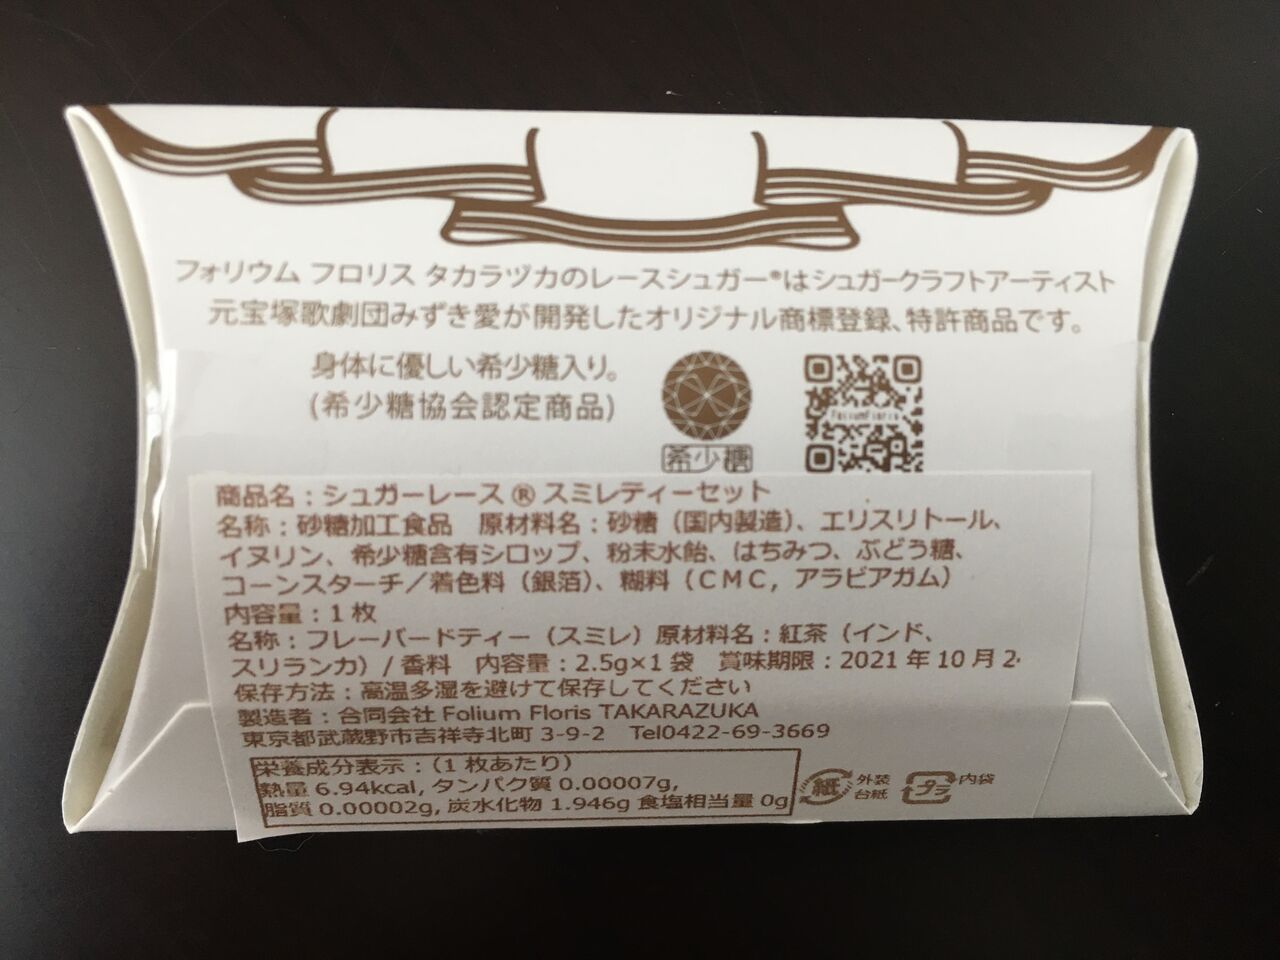 フォリウム フロリス タカラヅカのレースシュガー®はシュガークラフトアーティスト
元宝塚歌劇団みずき愛が開発したオリジナル商標登録、特許商品です。
身体に優しい希少糖入り。
(希少糖協会認定商品)
希少糖
FoliumFloris
商品名：シュガーレース®スミレティーセット
名称：砂糖加工食品　原材料名：砂糖（国内製造）、エリスリトール、
イヌリン、希少糖含有シロップ、粉末水飴、はちみつ、ぶどう糖、
コーンスターチ／着色料（銀箔）、糊料（CMC, アラビアガム）
内容量：1枚
名称：フレーバードティー（スミレ）原材料名：紅茶（インド、
スリランカ）/ 香料　内容量：2.5g×1袋　賞味期限：2021年10月2
保存方法：高温多湿を避けて保存してください
製造者：合同会社Folium Floris TAKARAZUKA
東京都武蔵野市吉祥寺北町 3-9-2　Tel0422-69-3669
栄養成分表示：（1枚あたり）
熱量 6.94kcal, タンパク質 0.00007g,
脂質 0.00002g, 炭水化物 1.946g 食塩相当量 0g
紙 外装
台紙
プラ 内袋